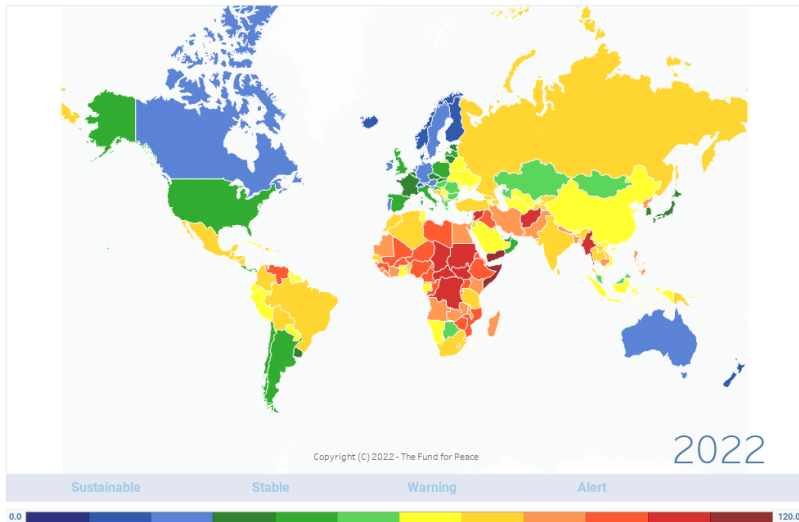 Copyright (C) 2022 - The Fund for Peace
2022
Sustainable Stable Warning Alert
0.0 120.0